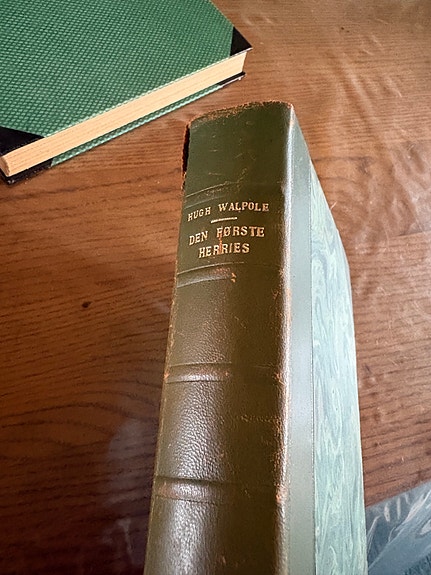 HUGH WALPOLE
DEN FØRSTE
HERRIES